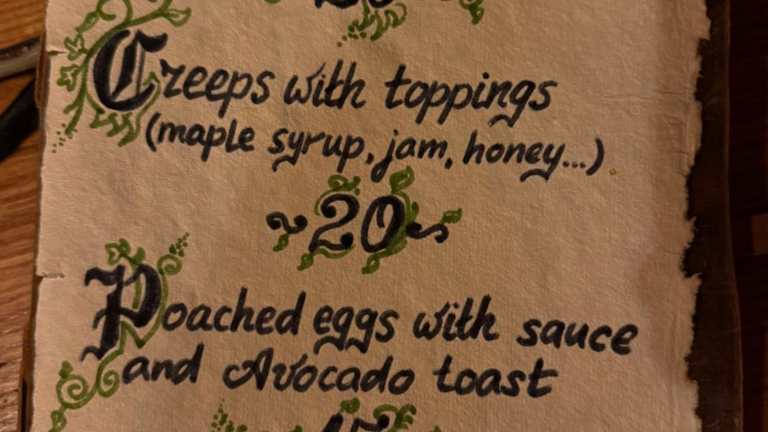 Creeps with toppings
(maple syrup, jam, honey...)
~20~
Poached eggs with sauce
and Avocado toast